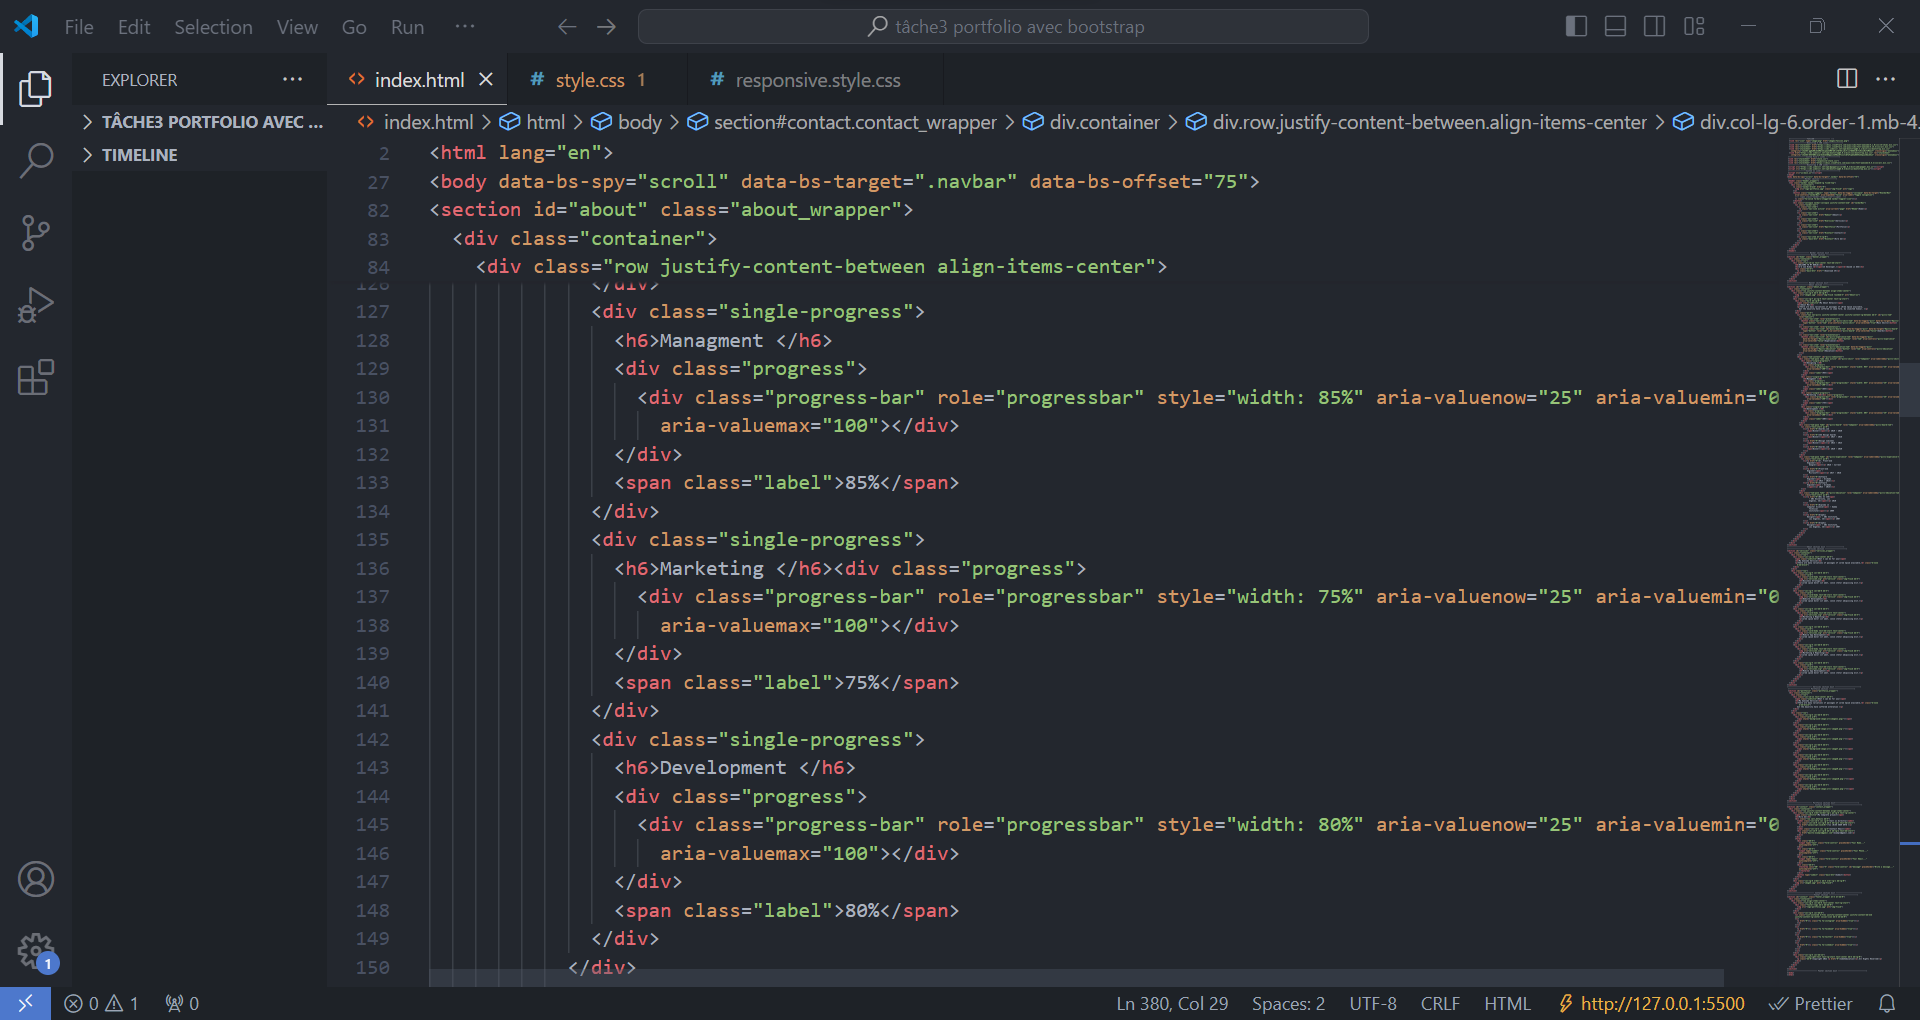 File Edit Selection View Go Run ···
tâche3 portfolio avec bootstrap
EXPLORER ···
index.html
# style.css 1
# responsive.style.css
TÂCHE3 PORTFOLIO AVEC ...
TIMELINE
index.html > html > body > section#contact.contact_wrapper > div.container > div.row.justify-content-between.align-items-center > div.col-lg-6.order-1.mb-4.
2 <html lang="en">
27 <body data-bs-spy="scroll" data-bs-target=".navbar" data-bs-offset="75">
82 <section id="about" class="about_wrapper">
83 <div class="container">
84 <div class="row justify-content-between align-items-center">
126 </div>
127 <div class="single-progress">
128 <h6>Managment </h6>
129 <div class="progress">
130 <div class="progress-bar" role="progressbar" style="width: 85%" aria-valuenow="25" aria-valuemin="0
131 aria-valuemax="100"></div>
132 </div>
133 <span class="label">85%</span>
134 </div>
135 <div class="single-progress">
136 <h6>Marketing </h6><div class="progress">
137 <div class="progress-bar" role="progressbar" style="width: 75%" aria-valuenow="25" aria-valuemin="0
138 aria-valuemax="100"></div>
139 </div>
140 <span class="label">75%</span>
141 </div>
142 <div class="single-progress">
143 <h6>Development </h6>
144 <div class="progress">
145 <div class="progress-bar" role="progressbar" style="width: 80%" aria-valuenow="25" aria-valuemin="0
146 aria-valuemax="100"></div>
147 </div>
148 <span class="label">80%</span>
149 </div>
150 </div>
1
0 1 0
Ln 380, Col 29 Spaces: 2 UTF-8 CRLF HTML http://127.0.0.1:5500 Prettier